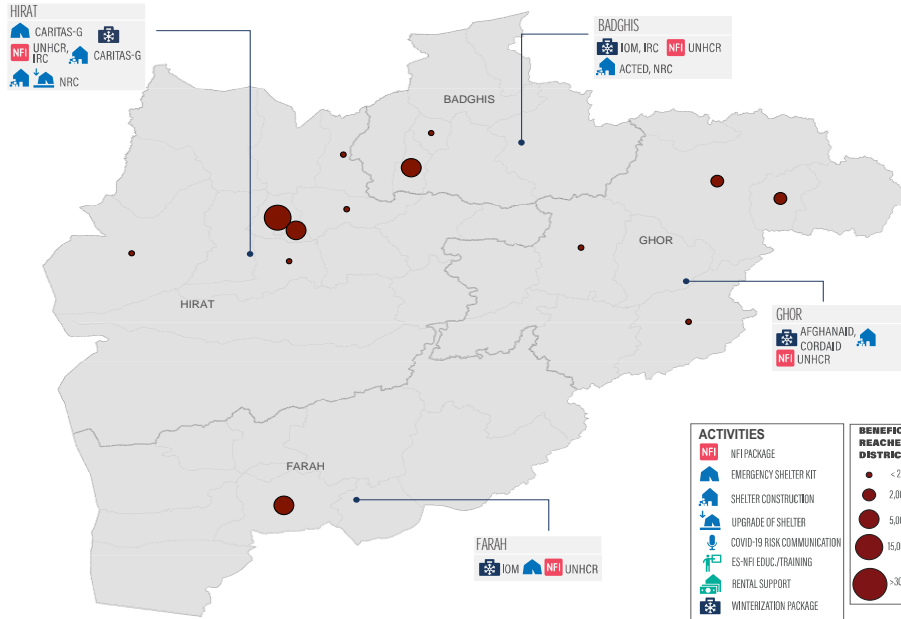 HIRAT
CARITAS-G
NFI UNHCR, IRC
CARITAS-G
NRC
BADGHIS
IOM, IRC NFI UNHCR
ACTED, NRC
BADGHIS
GHOR
HIRAT
FARAH
GHOR
AFGHANAID,
CORDAID
NFI UNHCR
FARAH
IOM NFI UNHCR
ACTIVITIES
NFI NFI PACKAGE
EMERGENCY SHELTER KIT
SHELTER CONSTRUCTION
UPGRADE OF SHELTER
COVID-19 RISK COMMUNICATION
ES-NFI EDUC./TRAINING
RENTAL SUPPORT
WINTERIZATION PACKAGE